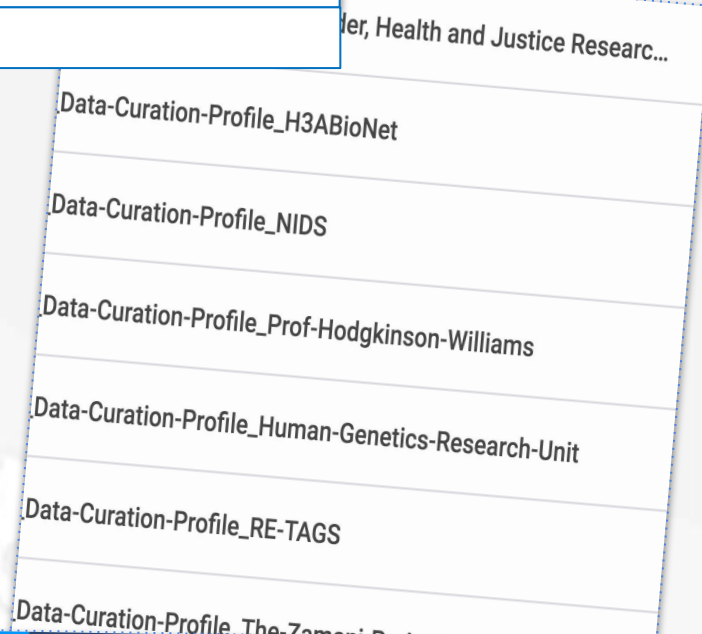 der, Health and Justice Researc...
Data-Curation-Profile_H3ABioNet
Data-Curation-Profile_NIDS
Data-Curation-Profile_Prof-Hodgkinson-Williams
Data-Curation-Profile_Human-Genetics-Research-Unit
Data-Curation-Profile_RE-TAGS
Data-Curation-Profile_The-Zamani